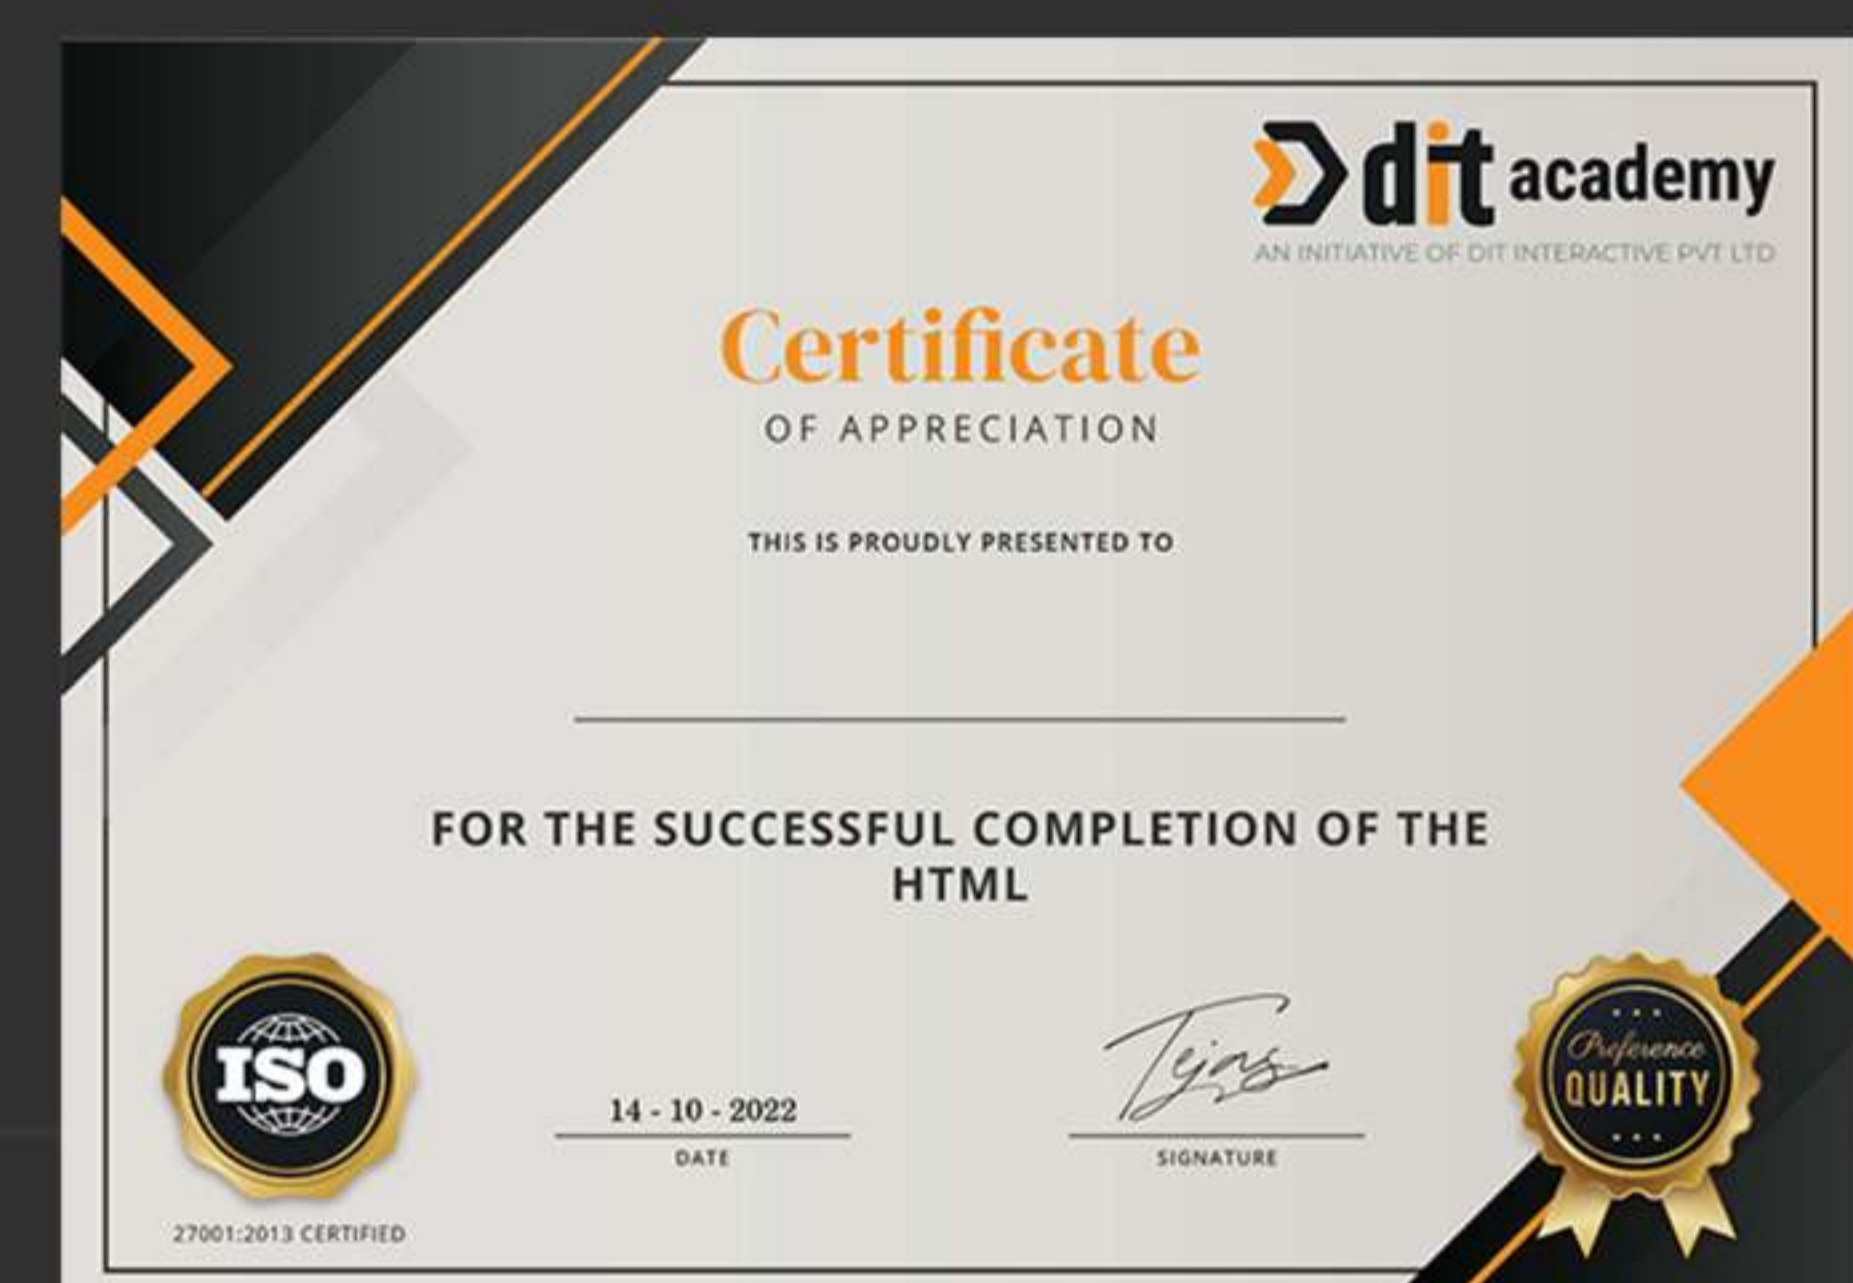 dit academy
AN INITIATIVE OF DIT INTERACTIVE PVT LTD
Certificate
OF APPRECIATION
THIS IS PROUDLY PRESENTED TO
FOR THE SUCCESSFUL COMPLETION OF THE
HTML
ISO
27001:2013 CERTIFIED
14 - 10 - 2022
DATE
Tejas
SIGNATURE
Preference
QUALITY